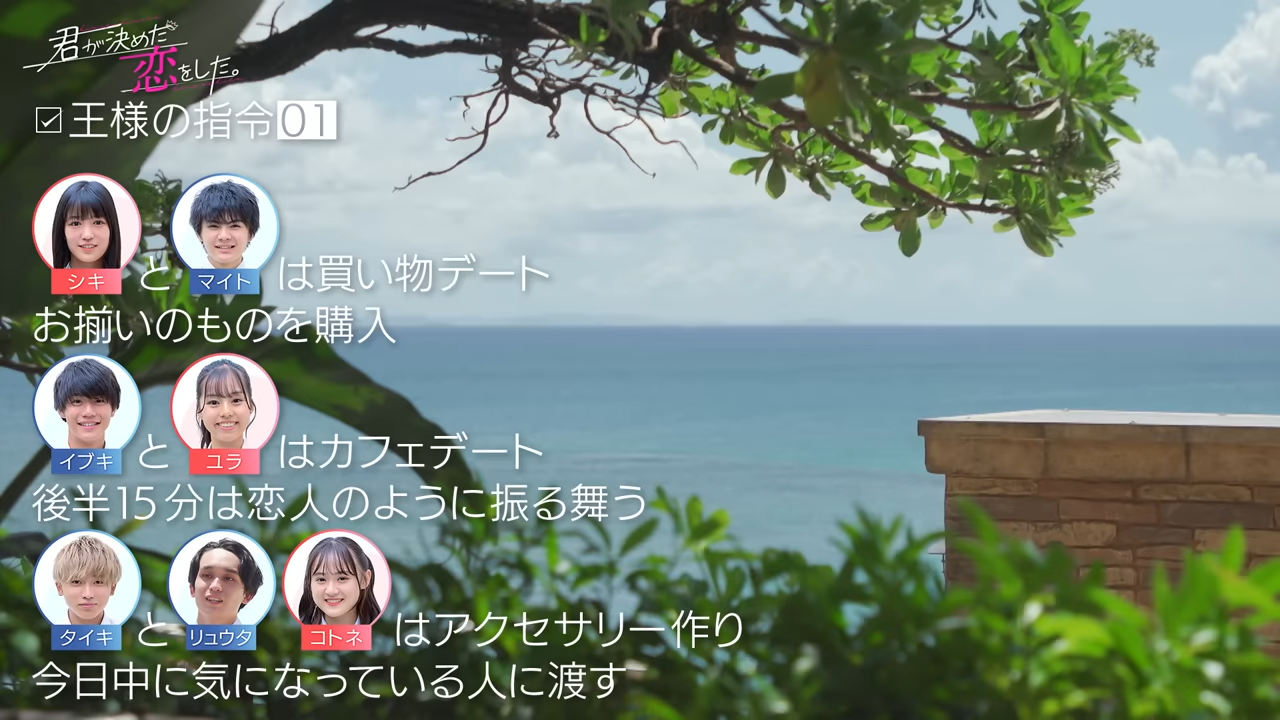 君が決めた
恋をした。
王様の指令01
シキとマイトは買い物デート
お揃いのものを購入
イブキとユラはカフェデート
後半15分は恋人のように振る舞う
タイキとリュウタコトネはアクセサリー作り
今日中に気になっている人に渡す